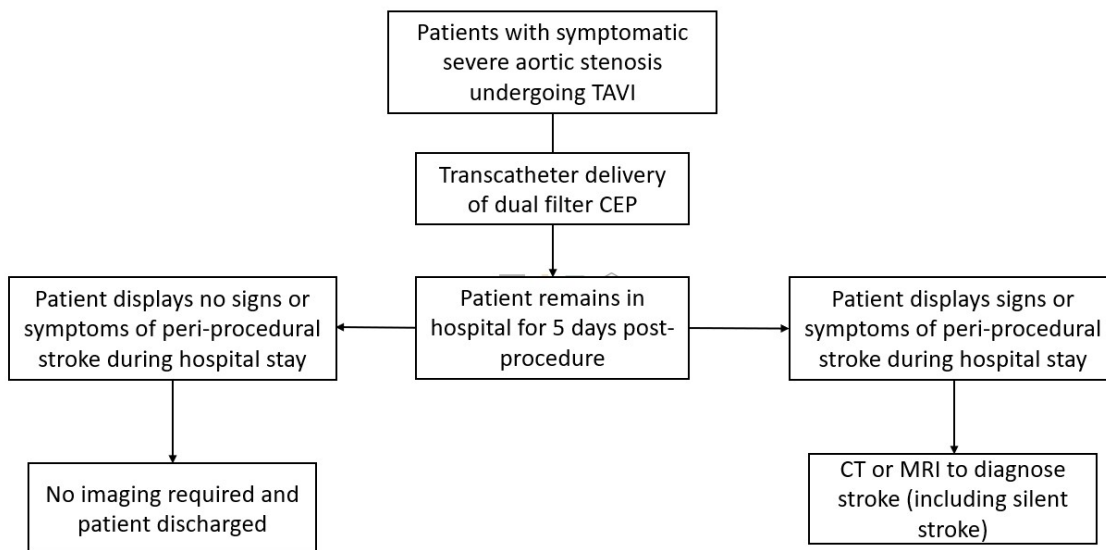 Patients with symptomatic
severe aortic stenosis
undergoing TAVI
Transcatheter delivery
of dual filter CEP
Patient displays no signs or
symptoms of peri-procedural
stroke during hospital stay
Patient remains in
hospital for 5 days post-
procedure
Patient displays signs or
symptoms of peri-procedural
stroke during hospital stay
No imaging required and
patient discharged
CT or MRI to diagnose
stroke (including silent
stroke)